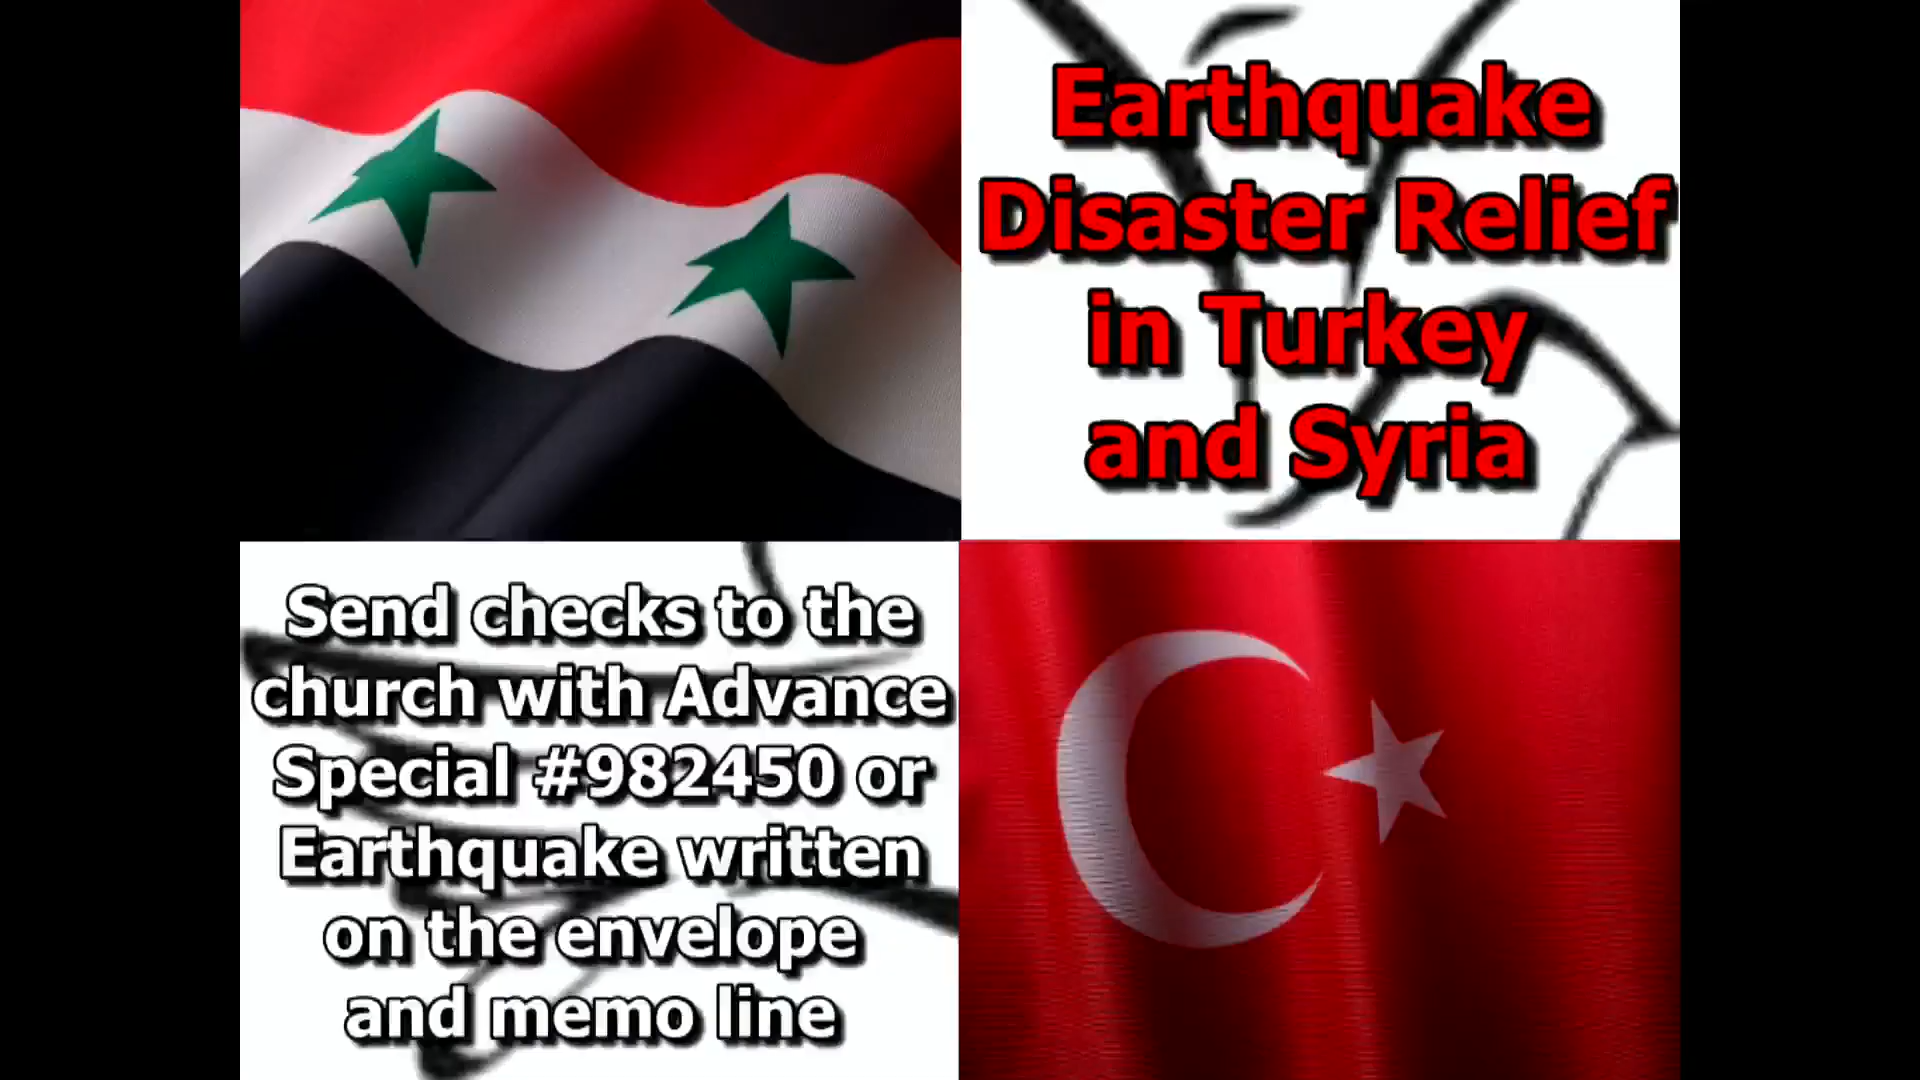 Earthquake
Disaster Relief
in Turkey
and Syria
Send checks to the
church with Advance
Special #982450 or
Earthquake written
on the envelope
and memo line